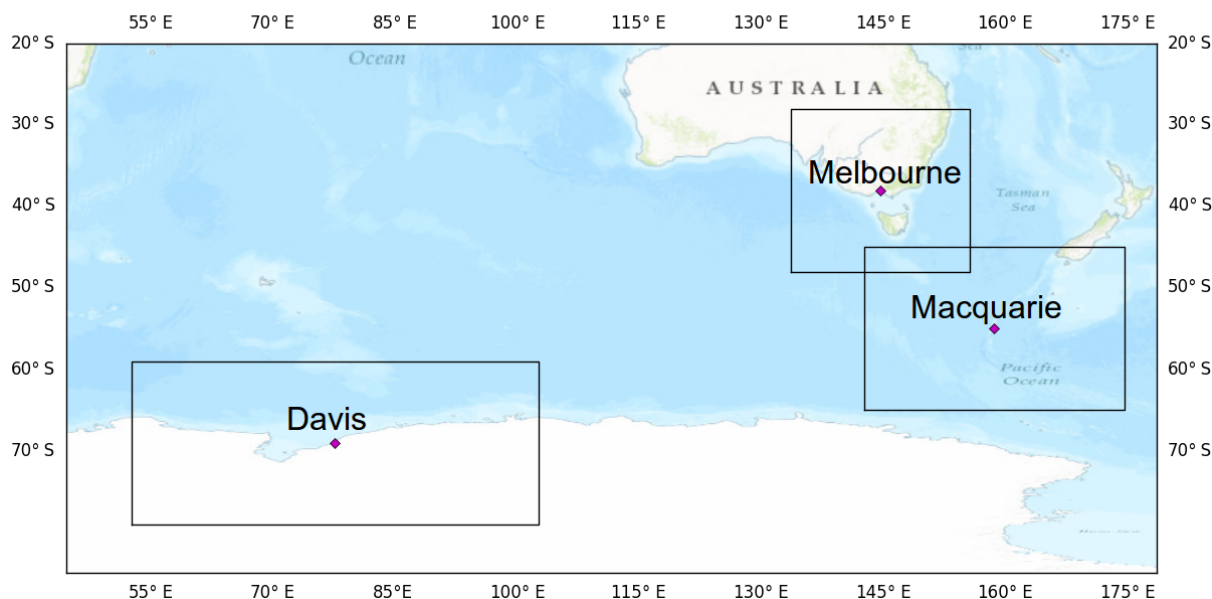 55° E 70° E 85° E 100° E 115° E 130° E 145° E 160° E 175° E
20° S 20° S
Ocean
Sea
AUSTRALIA
30° S 30° S
Melbourne
Tasman
Sea
40° S 40° S
50° S 50° S
Macquarie
60° S 60° S
Pacific
Ocean
Davis
70° S 70° S
55° E 70° E 85° E 100° E 115° E 130° E 145° E 160° E 175° E